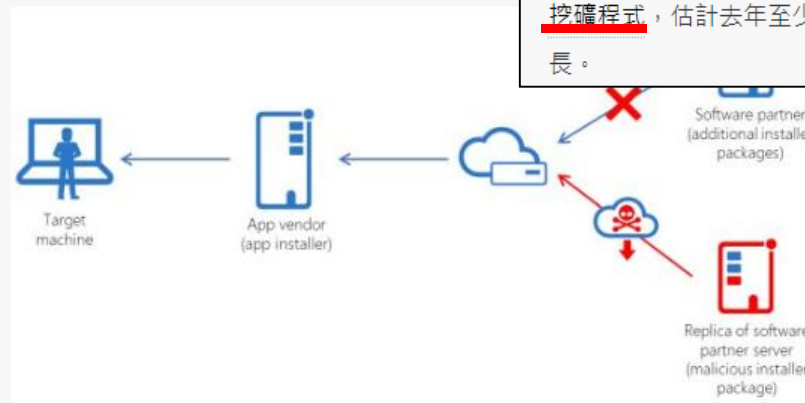 挖礦程式，估計去年至少
長。
Software partner
(additional installe
packages)
Target
machine
App vendor
(app installer)
Replica of software
partner server
(malicious installer
package)